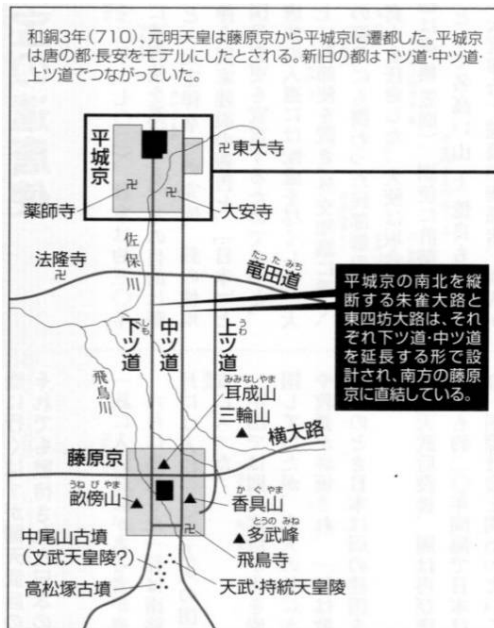 和銅3年(710)、元明天皇は藤原京から平城京に遷都した。平城京
は唐の都・長安をモデルにしたとされる。新旧の都は下ツ道・中ツ道・
上ツ道でつながっていた。
平城京
卍東大寺
薬師寺
卍
卍
大安寺
佐保川
法隆寺
卍
たつたみち
竜田道
平城京の南北を縦
断する朱雀大路と
東四坊大路は、それ
ぞれ下ツ道・中ツ道
を延長する形で設
計され、南方の藤原
京に直結している。
しも
下ツ道
中ツ道
うわ
上ツ道
飛鳥川
みみなしやま
耳成山
三輪山
横大路
藤原京
うねびやま
畝傍山
かぐやま
香具山
とうのみね
多武峰
中尾山古墳
(文武天皇陵?)
飛鳥寺
高松塚古墳
天武・持統天皇陵